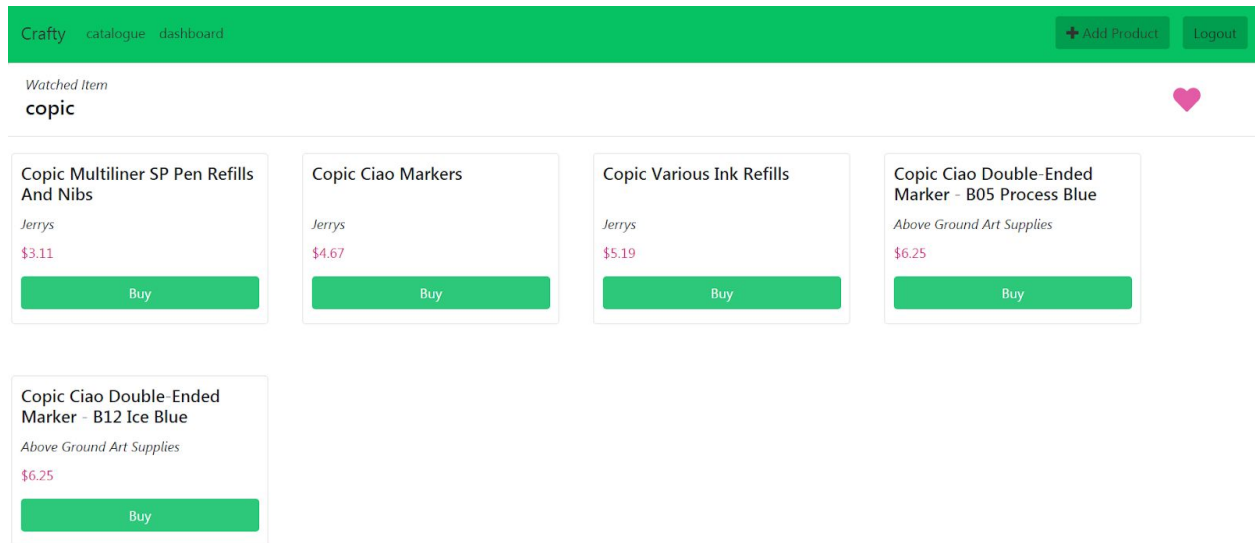 Crafty catalogue dashboard Add Product Logout
Watched Item
copic
Copic Multiliner SP Pen Refills
And Nibs
Jerrys
$3.11
Buy
Copic Ciao Markers
Jerrys
$4.67
Buy
Copic Various Ink Refills
Jerrys
$5.19
Buy
Copic Ciao Double-Ended
Marker - B05 Process Blue
Above Ground Art Supplies
$6.25
Buy
Copic Ciao Double-Ended
Marker - B12 Ice Blue
Above Ground Art Supplies
$6.25
Buy